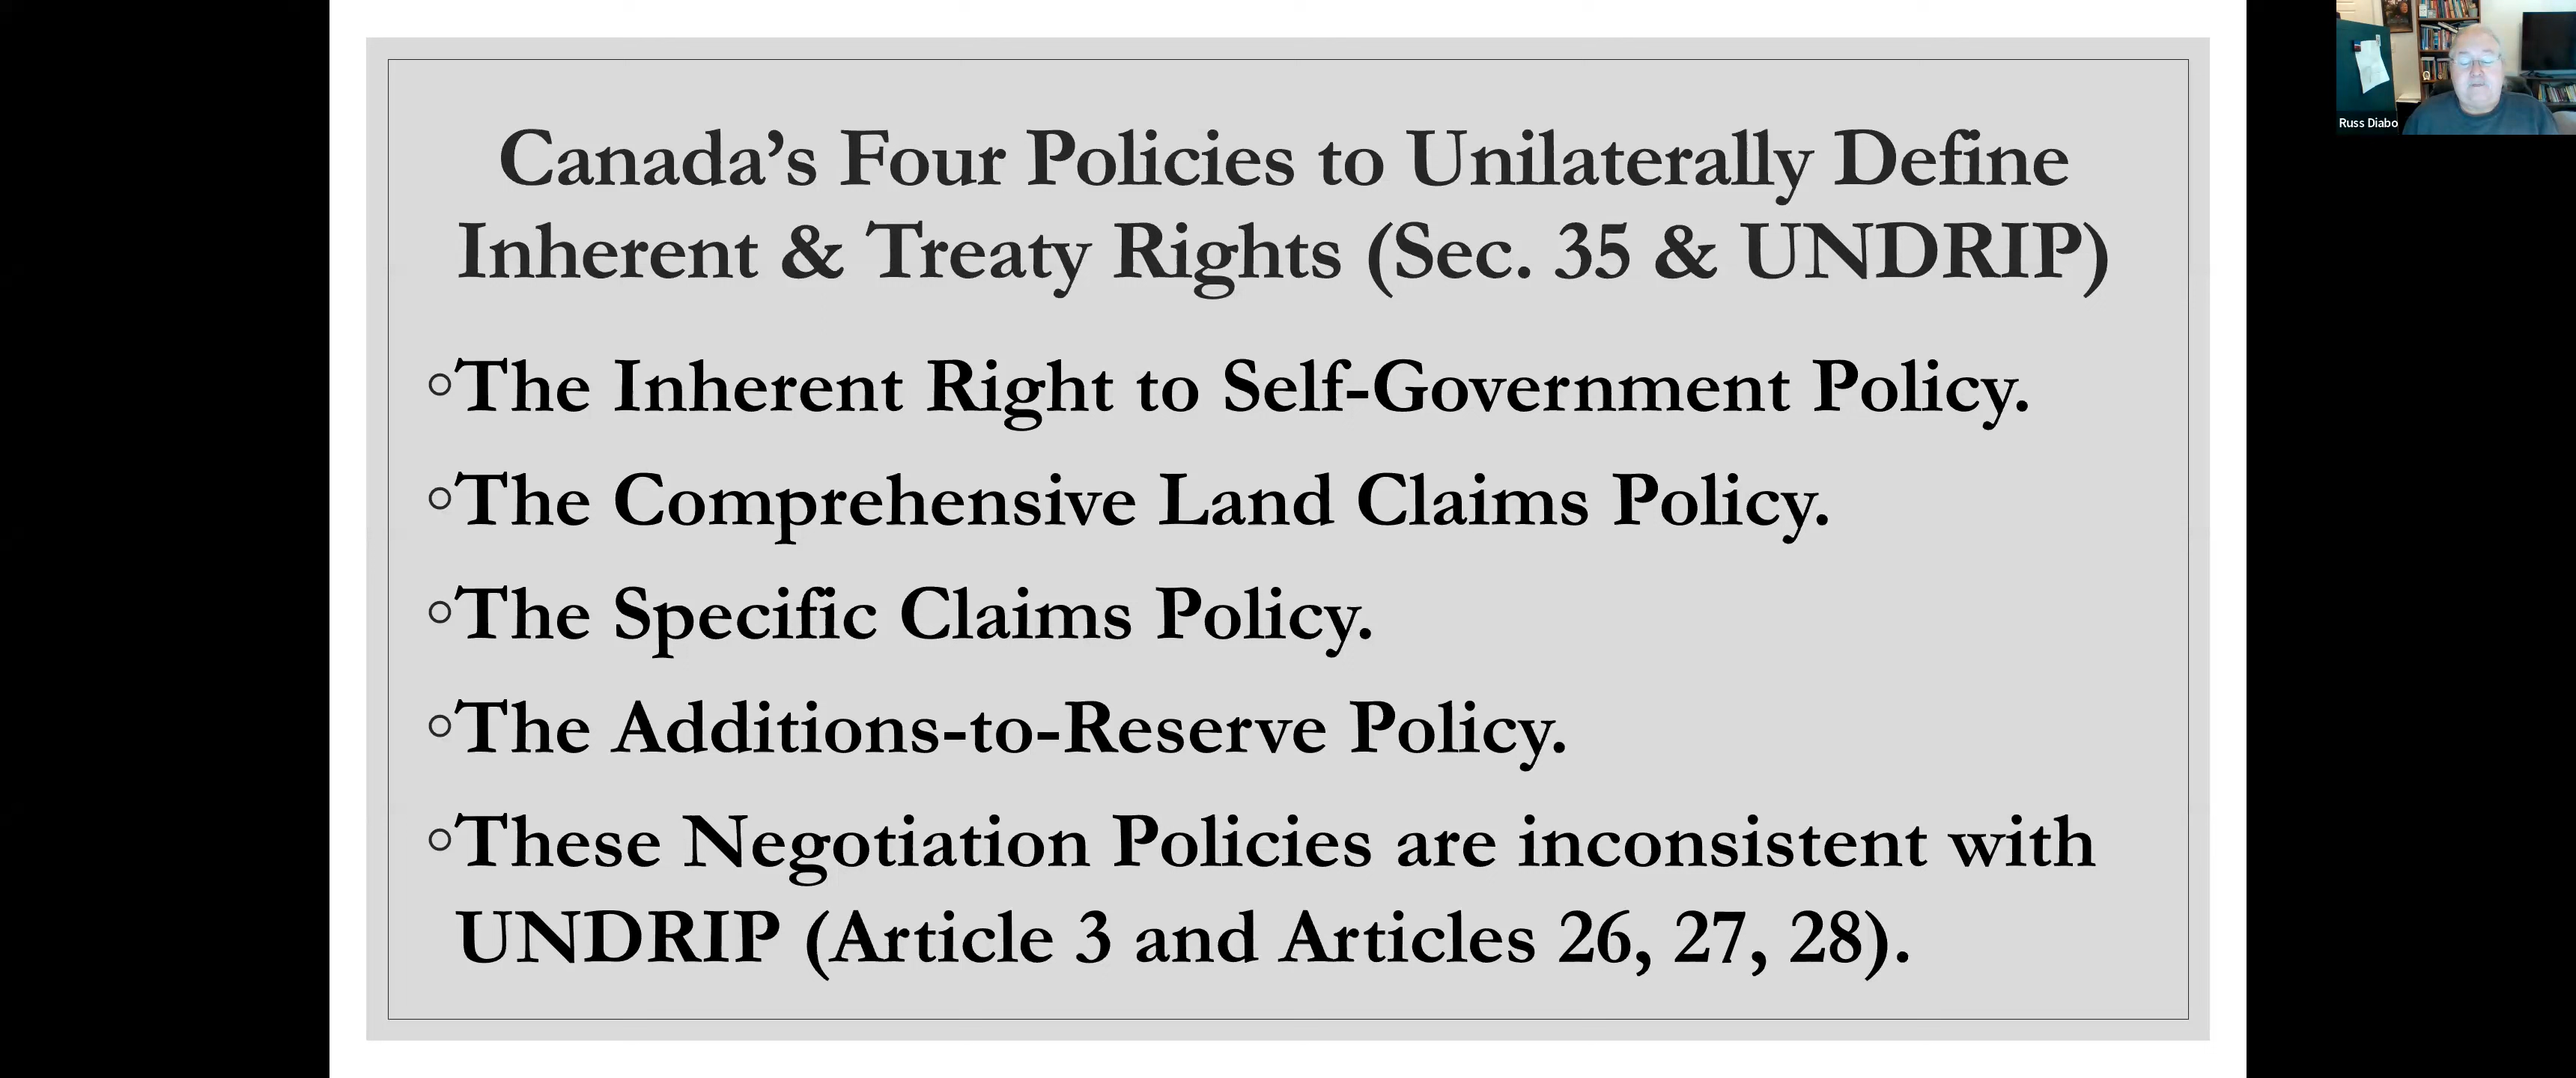 Canada’s Four Policies to Unilaterally Define
Inherent & Treaty Rights (Sec. 35 & UNDRIP)
◦The Inherent Right to Self-Government Policy.
◦The Comprehensive Land Claims Policy.
◦The Specific Claims Policy.
◦The Additions-to-Reserve Policy.
◦These Negotiation Policies are inconsistent with
UNDRIP (Article 3 and Articles 26, 27, 28).
Russ Diabo